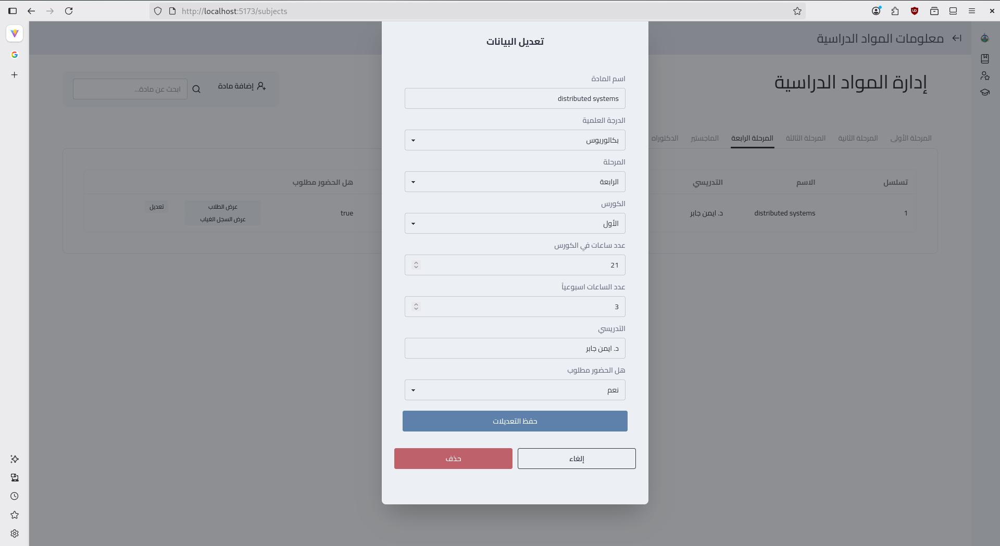 http://localhost:5173/subjects
معلومات المواد الدراسية
إدارة المواد الدراسية
إضافة مادة
ابحث عن مادة...
المرحلة الأولى
المرحلة الثانية
المرحلة الثالثة
المرحلة الرابعة
الماجستير
الدكتوراه
تسلسل
الاسم
التدريسي
هل الحضور مطلوب
1
distributed systems
د. ايمن جابر
true
عرض الطلاب
عرض السجل الغياب
تعديل
تعديل البيانات
اسم المادة
distributed systems
الدرجة العلمية
بكالوريوس
المرحلة
الرابعة
الكورس
الأول
عدد ساعات في الكورس
21
عدد الساعات اسبوعياً
3
التدريسي
د. ايمن جابر
هل الحضور مطلوب
نعم
حفظ التعديلات
إلغاء
حذف